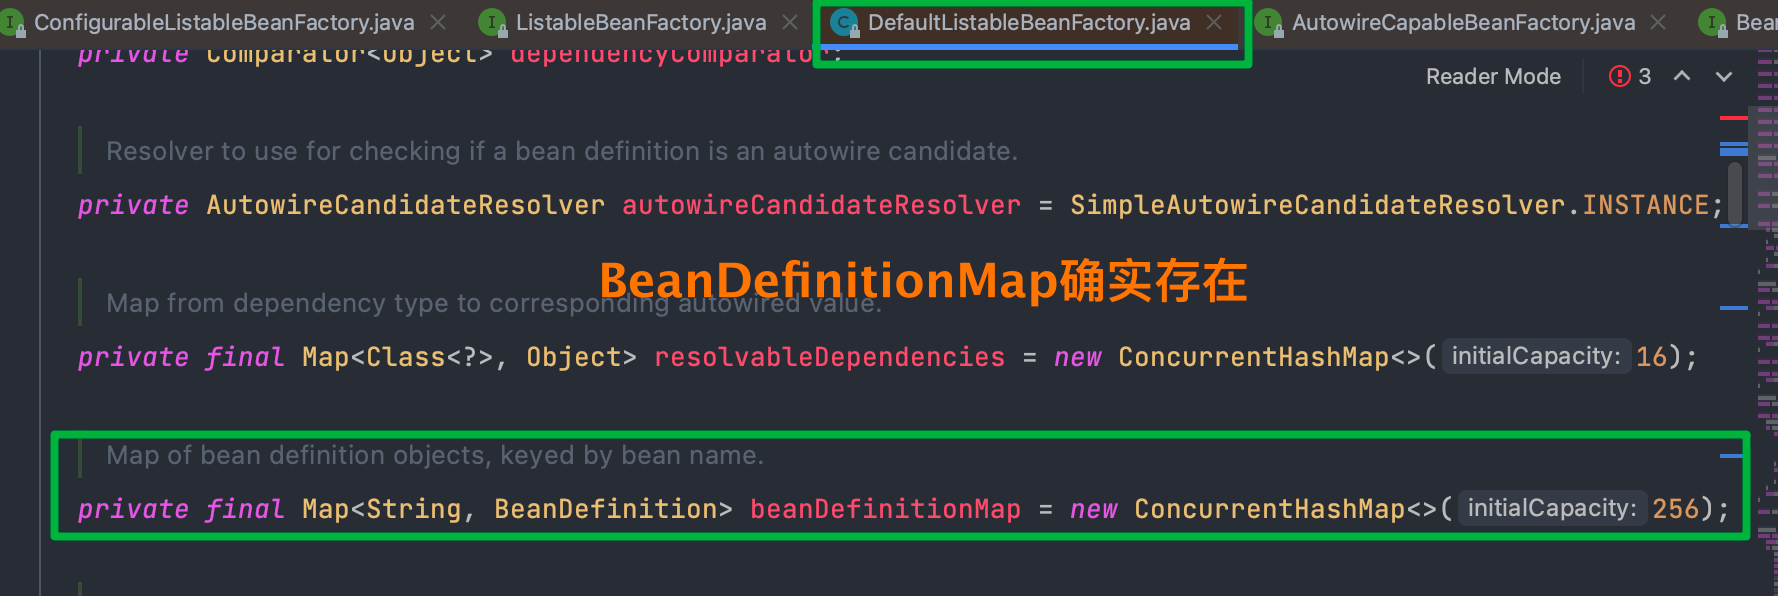 ConfigurableListableBeanFactory.java ListableBeanFactory.java DefaultListableBeanFactory.java AutowireCapableBeanFactory.java Bean
private Comparator<Object> dependencyComparator;
Reader Mode 3
Resolver to use for checking if a bean definition is an autowire candidate.
private AutowireCandidateResolver autowireCandidateResolver = SimpleAutowireCandidateResolver.INSTANCE;
BeanDefinitionMap确实存在
Map from dependency type to corresponding autowired value.
private final Map<Class<?>, Object> resolvableDependencies = new ConcurrentHashMap<>( initialCapacity: 16);
Map of bean definition objects, keyed by bean name.
private final Map<String, BeanDefinition> beanDefinitionMap = new ConcurrentHashMap<>( initialCapacity: 256);